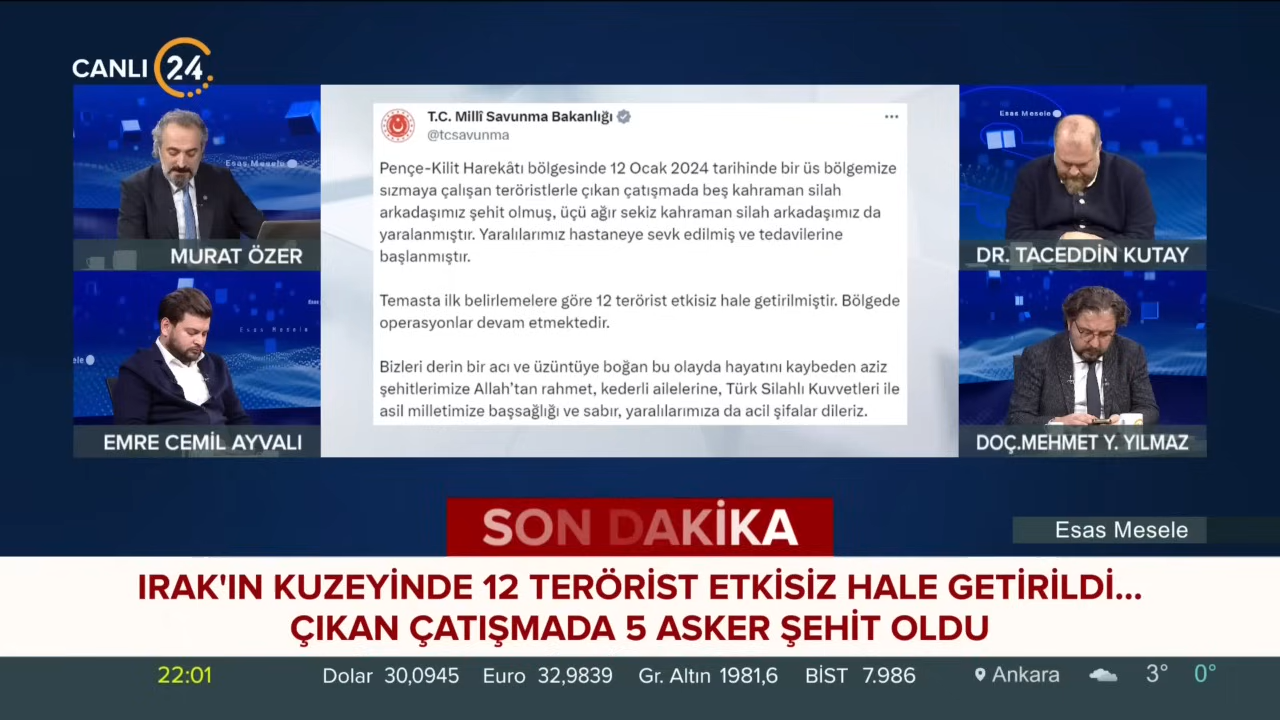 CANLI 24
Esas Mesele
MURAT ÖZER
EMRE CEMİL AYVALI
T.C. Millî Savunma Bakanlığı
@tcsavunma
Pençe-Kilit Harekâtı bölgesinde 12 Ocak 2024 tarihinde bir üs bölgemize
sızmaya çalışan teröristlerle çıkan çatışmada beş kahraman silah
arkadaşımız şehit olmuş, üçü ağır sekiz kahraman silah arkadaşımız da
yaralanmıştır. Yaralılarımız hastaneye sevk edilmiş ve tedavilerine
başlanmıştır.
Temasta ilk belirlemelere göre 12 terörist etkisiz hale getirilmiştir. Bölgede
operasyonlar devam etmektedir.
Bizleri derin bir acı ve üzüntüye boğan bu olayda hayatını kaybeden aziz
şehitlerimize Allah'tan rahmet, kederli ailelerine, Türk Silahlı Kuvvetleri ile
asil milletimize başsağlığı ve sabır, yaralılarımıza da acil şifalar dileriz.
Esas Mesele
DR. TACEDDİN KUTAY
DOÇ.MEHMET Y. YILMAZ
SON DAKİKA
Esas Mesele
IRAK'IN KUZEYİNDE 12 TERÖRİST ETKİSİZ HALE GETİRİLDİ...
ÇIKAN ÇATIŞMADA 5 ASKER ŞEHİT OLDU
22:01 Dolar 30,0945 Euro 32,9839 Gr. Altın 1981,6 BİST 7.986 Ankara 3° 0°